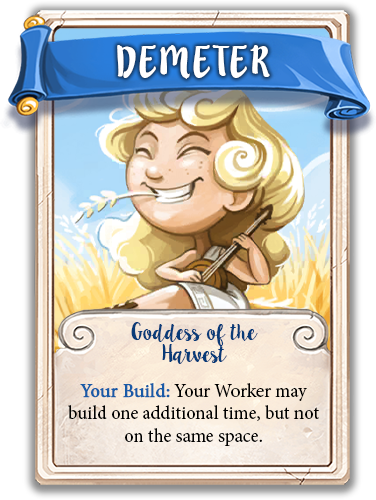 DEMETER
Goddess of the
Harvest
Your Build: Your Worker may
build one additional time, but not
on the same space.